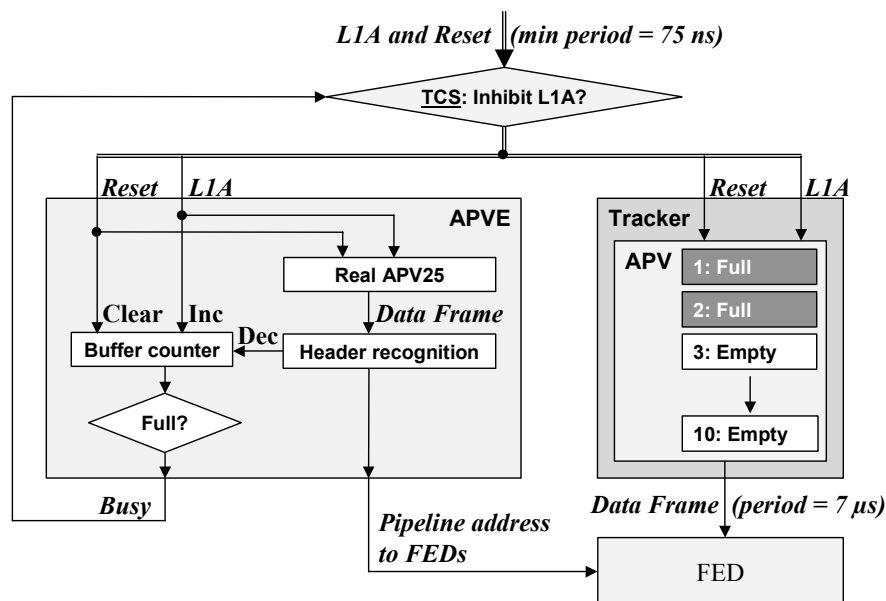 L1A and Reset (min period = 75 ns)
TCS: Inhibit L1A?
Reset L1A
Reset L1A
APVE
Tracker
APV
1: Full
Real APV25
2: Full
Clear Inc
Data Frame
Dec
Buffer counter
Header recognition
3: Empty
Full?
10: Empty
Busy
Data Frame (period = 7 µs)
Pipeline address
to FEDs
FED